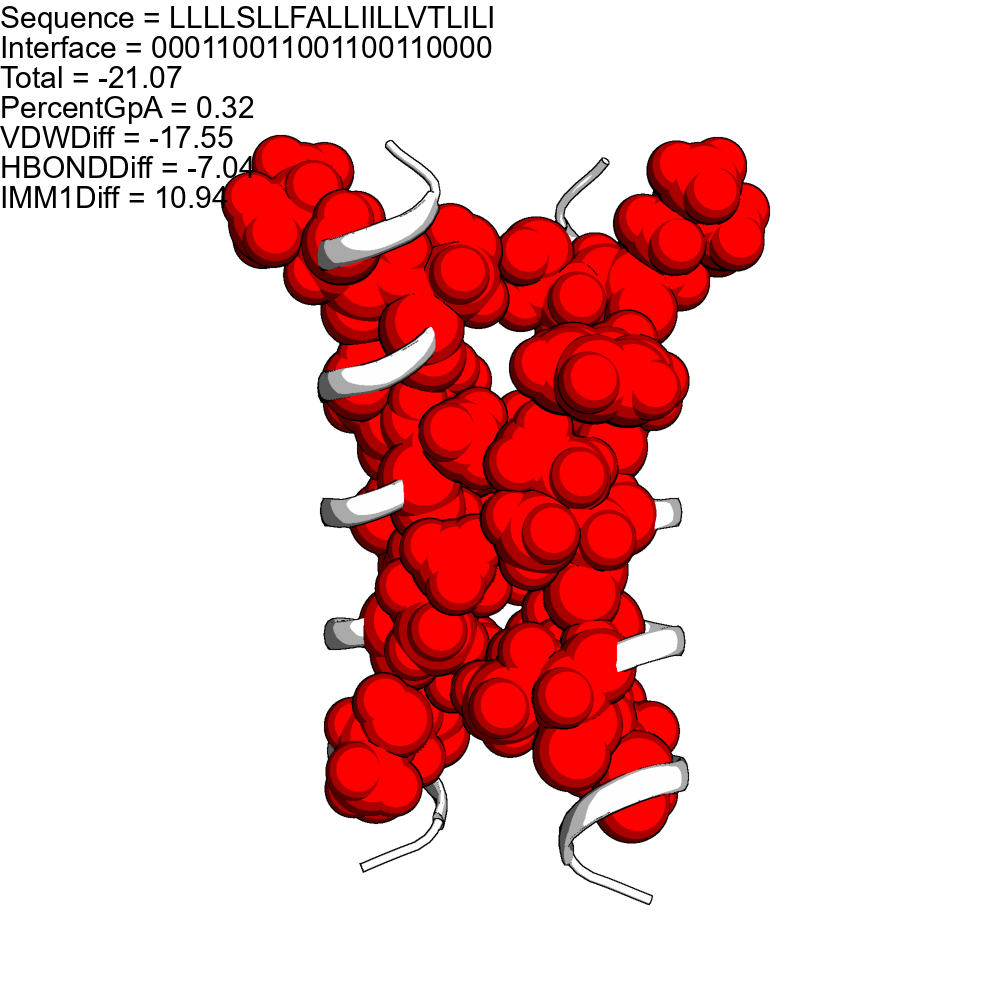 Sequence = LLLLSLLFALLIILLVTLILI
Interface = 000110011001100110000
Total = -21.07
PercentGpA = 0.32
VDWDiff = -17.55
HBONDDiff = -7.04
IMM1Diff = 10.94